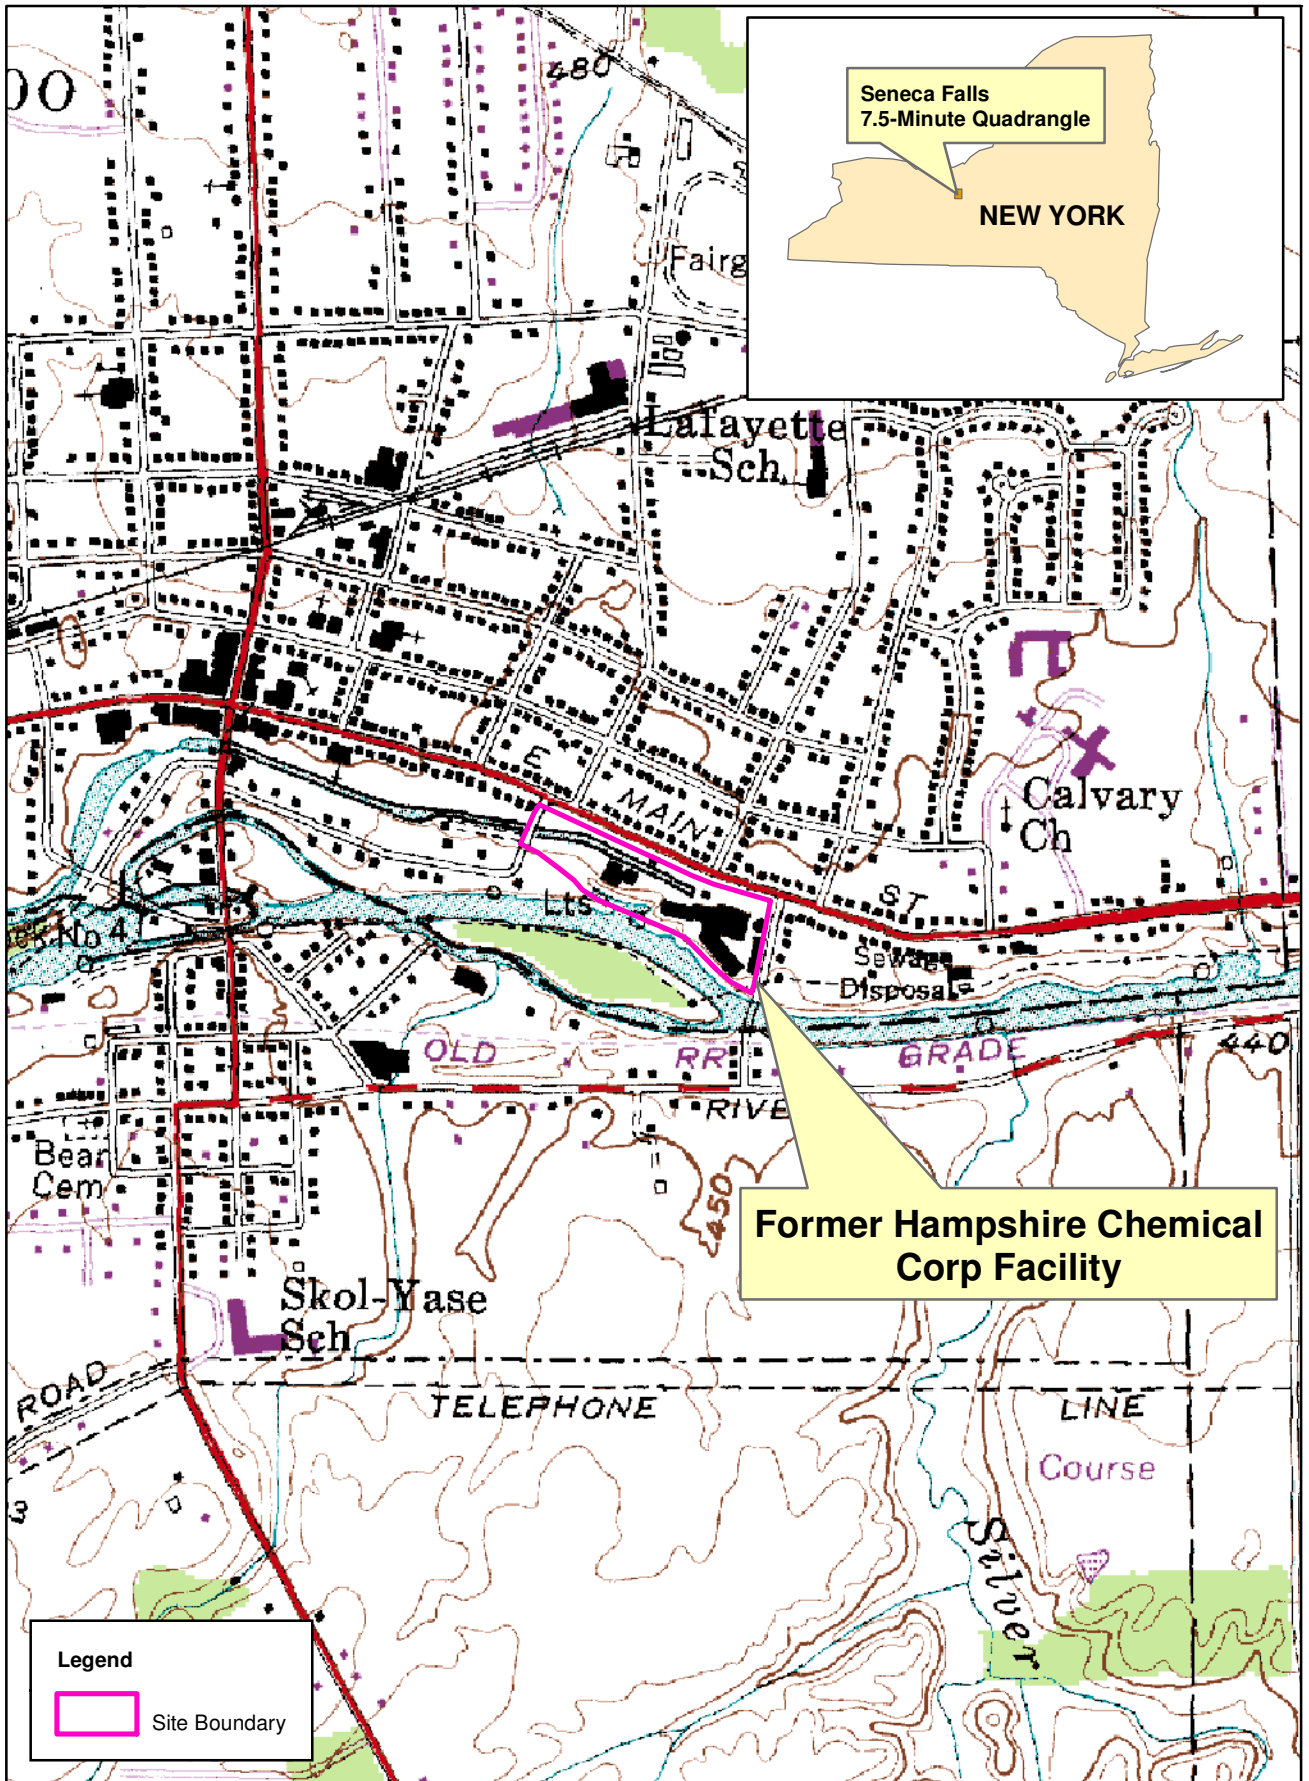 00
480
Seneca Falls
7.5-Minute Quadrangle
NEW YORK
Fairg
Lafayette
Sch
E
MAIN
ST
Calvary
Ch
Lts
No 4
Sewage
Disposal
OLD RR GRADE
440
RIVE
Bear
Cem
450
Former Hampshire Chemical
Corp Facility
Skol-Yase
Sch
ROAD
TELEPHONE LINE
Course
3
Silver
Legend
Site Boundary